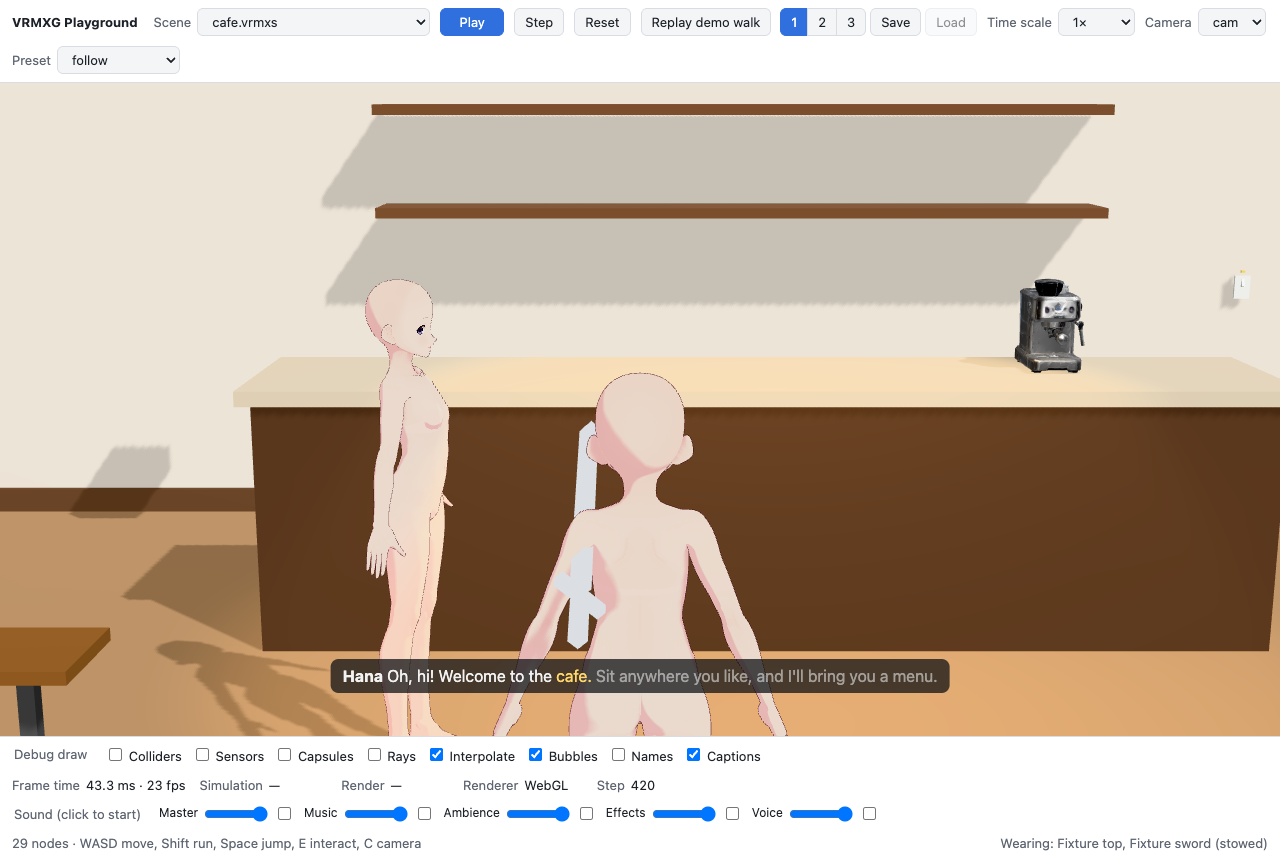 VRMXG Playground Scene cafe.vrmxs Play Step Reset Replay demo walk 1 2 3 Save Load Time scale 1× Camera cam
Preset follow
L
Hana Oh, hi! Welcome to the cafe. Sit anywhere you like, and I'll bring you a menu.
Debug draw Colliders Sensors Capsules Rays Interpolate Bubbles Names Captions
Frame time 43.3 ms · 23 fps Simulation — Render — Renderer WebGL Step 420
Sound (click to start) Master Music Ambience Effects Voice
29 nodes · WASD move, Shift run, Space jump, E interact, C camera Wearing: Fixture top, Fixture sword (stowed)